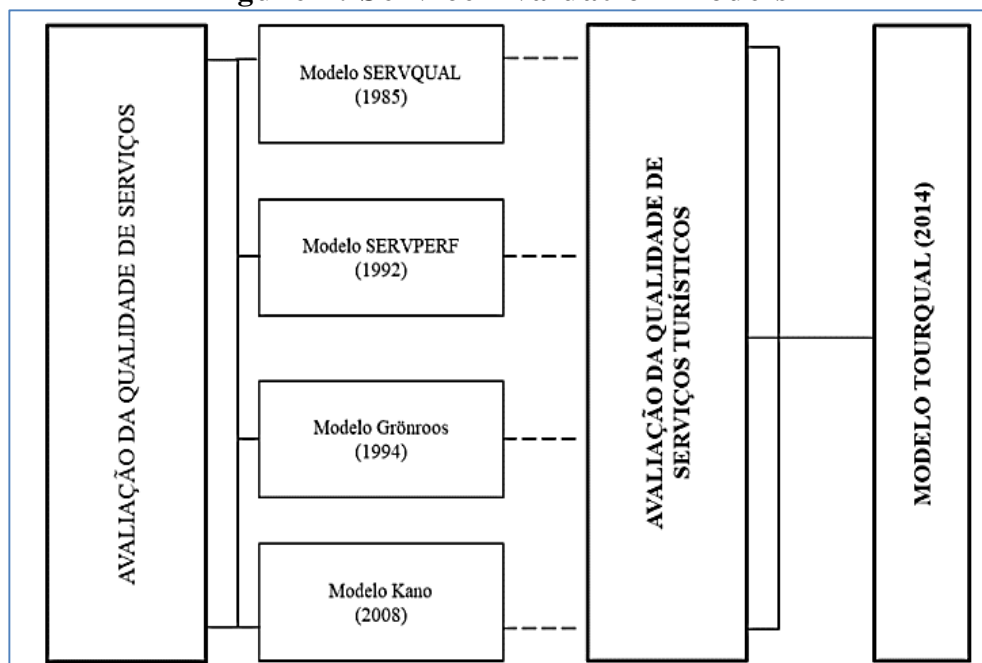 AVALIAÇÃO DA QUALIDADE DE SERVIÇOS
Modelo SERVQUAL
(1985)
Modelo SERVPERF
(1992)
Modelo Grönroos
(1994)
Modelo Kano
(2008)
AVALIAÇÃO DA QUALIDADE DE
SERVIÇOS TURÍSTICOS
MODELO TOURQUAL (2014)